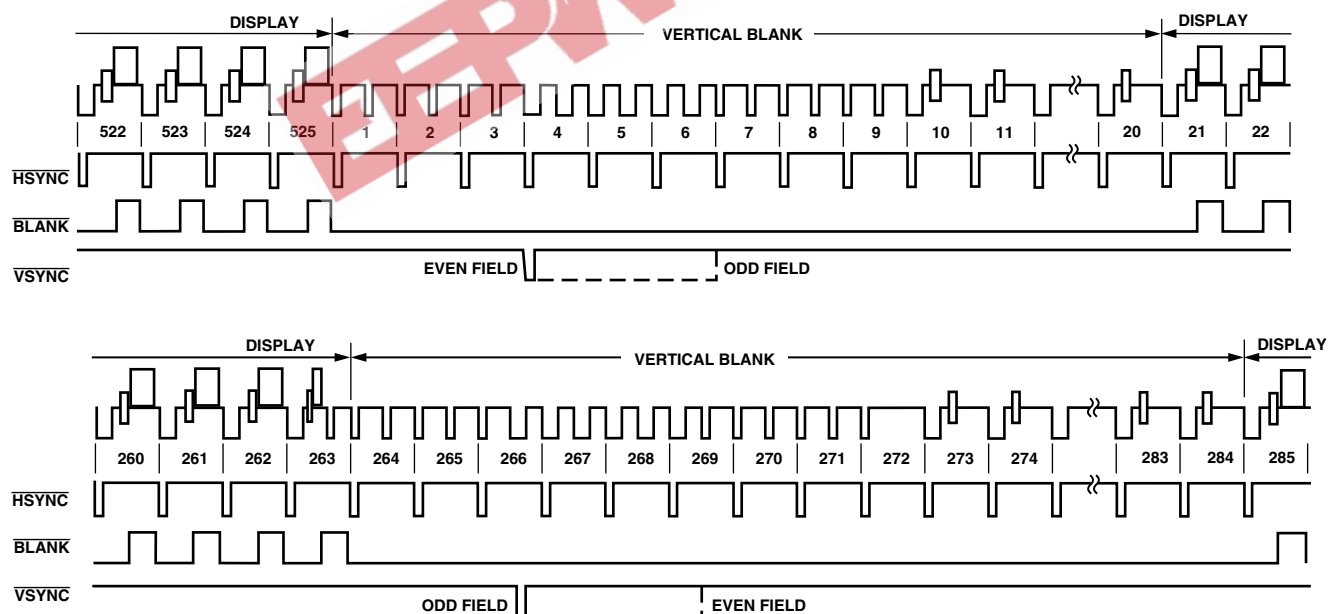 DISPLAY VERTICAL BLANK DISPLAY
522 523 524 525 1 2 3 4 5 6 7 8 9 10 11 20 21 22
HSYNC
BLANK
VSYNC
EVEN FIELD ODD FIELD
DISPLAY VERTICAL BLANK DISPLAY
260 261 262 263 264 265 266 267 268 269 270 271 272 273 274 283 284 285
HSYNC
BLANK
VSYNC
ODD FIELD EVEN FIELD